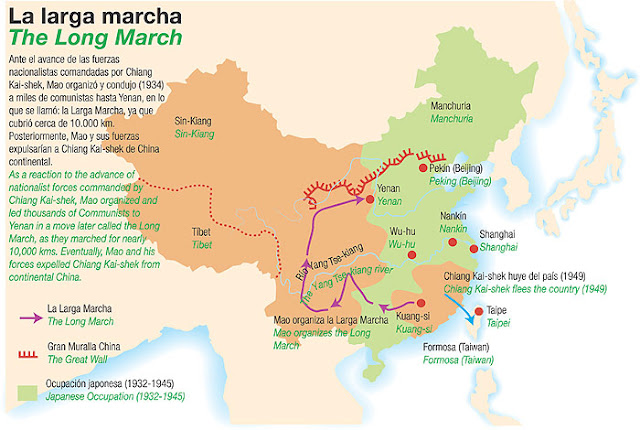 La larga marcha
The Long March
Ante el avance de las fuerzas
nacionalistas comandadas por Chiang
Kai-shek, Mao organizó y condujo (1934)
a miles de comunistas hasta Yenan, en lo
que se llamó: la Larga Marcha, ya que
cubrió cerca de 10.000 km.
Posteriormente, Mao y sus fuerzas
expulsarían a Chiang Kai-shek de China
continental.
As a reaction to the advance of
nationalist forces commanded by
Chiang Kai-shek, Mao organized and
led thousands of Communists to
Yenan in a move later called the Long
March, as they marched for nearly
10,000 kms. Eventually, Mao and his
forces expelled Chiang Kai-shek from
continental China.
Sin-Kiang
Sin-Kiang
Manchuria
Manchuria
Pekín (Beijing)
Peking (Beijing)
Yenan
Yenan
Tíbet
Tibet
Wu-hu
Wu-hu
Nankín
Nankin
Shanghai
Shanghai
Río Yang Tse-kiang
The Yang Tse-kiang river
Chiang Kai-shek huye del país (1949)
Chiang Kai-shek flees the country (1949)
Mao organiza la Larga Marcha
Mao organizes the Long
March
Kuang-si
Kuang-si
Taipe
Taipei
Formosa (Taiwan)
Formosa (Taiwan)
La Larga Marcha
The Long March
Gran Muralla China
The Great Wall
Ocupación japonesa (1932-1945)
Japanese Occupation (1932-1945)